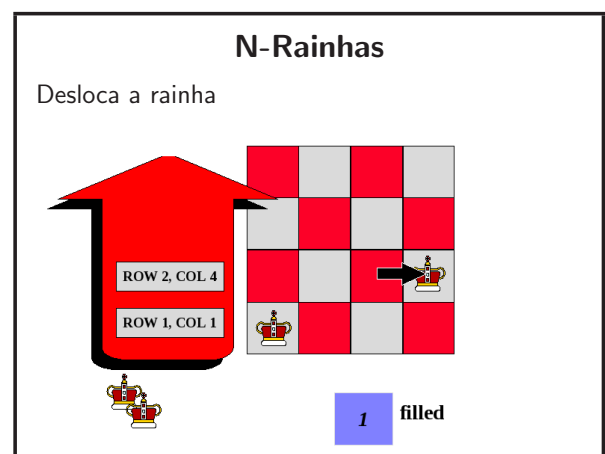 N-Rainhas
Desloca a rainha
ROW 2, COL 4
ROW 1, COL 1
1 filled